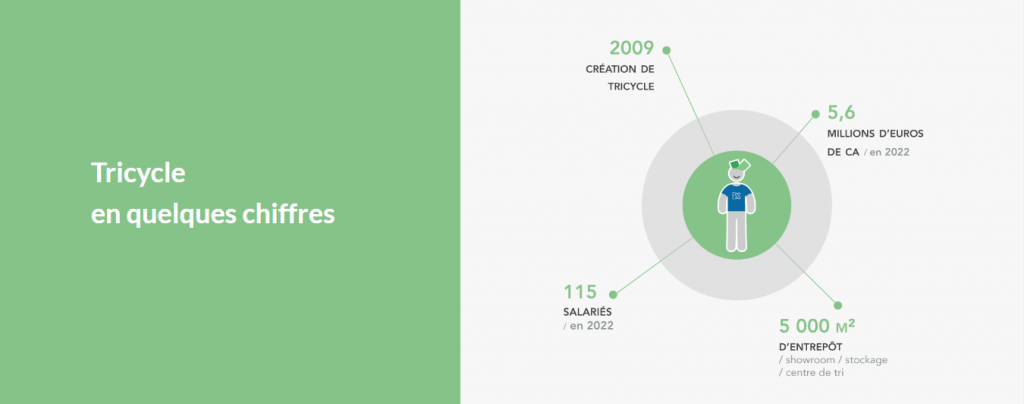 Tricycle
en quelques chiffres
2009
CRÉATION DE
TRICYCLE
5,6
MILLIONS D'EUROS
DE CA / en 2022
ESS
115
SALARIÉS
/ en 2022
5 000 M²
D'ENTREPÔT
/ showroom / stockage
/ centre de tri